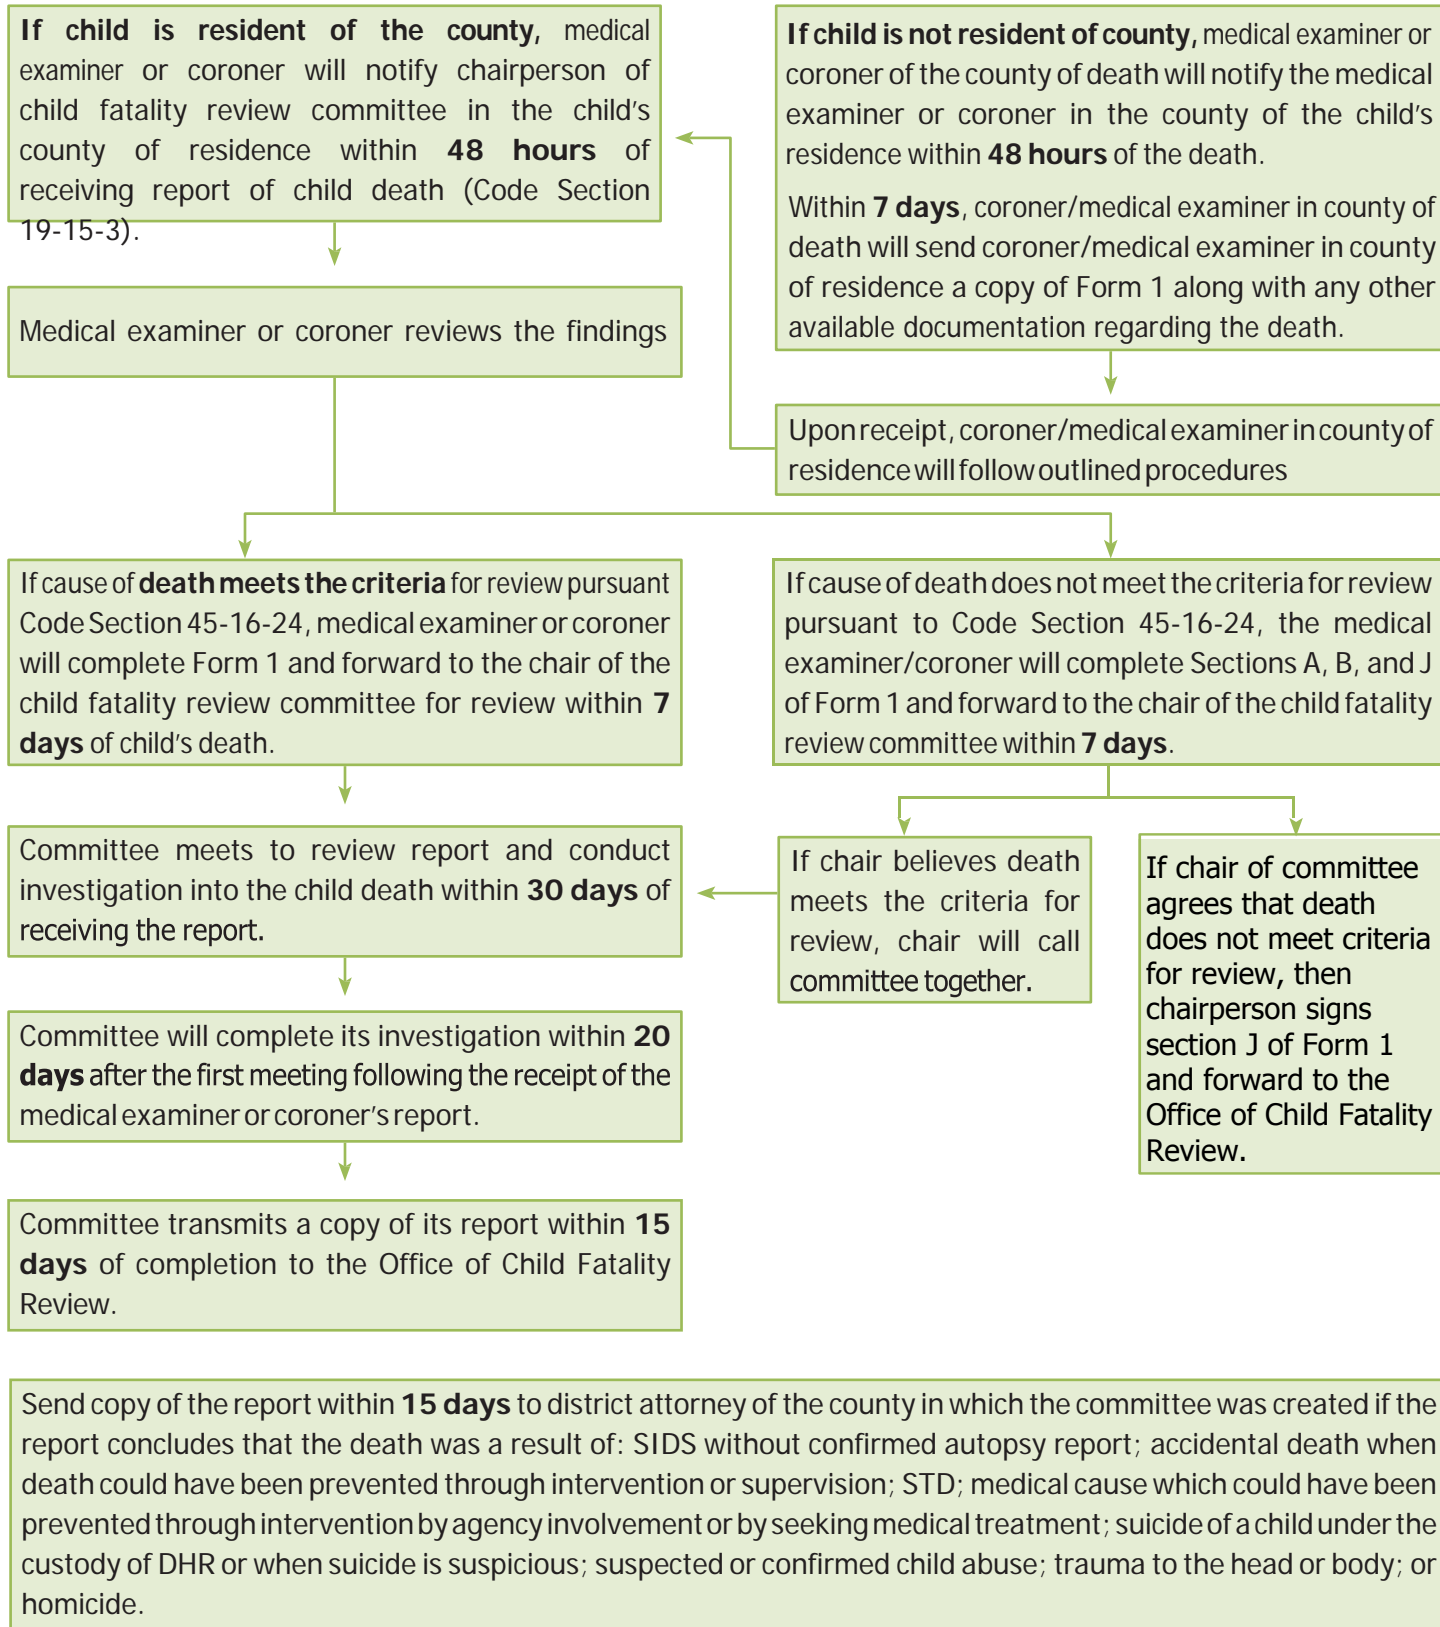 If child is resident of the county, medical
examiner or coroner will notify chairperson of
child fatality review committee in the child's
county of residence within 48 hours of
receiving report of child death (Code Section
19-15-3).
If child is not resident of county, medical examiner or
coroner of the county of death will notify the medical
examiner or coroner in the county of the child's
residence within 48 hours of the death.
Within 7 days, coroner/medical examiner in county of
death will send coroner/medical examiner in county
of residence a copy of Form 1 along with any other
available documentation regarding the death.
Medical examiner or coroner reviews the findings
Upon receipt, coroner/medical examiner in county of
residence will follow outlined procedures
If cause of death meets the criteria for review pursuant
Code Section 45-16-24, medical examiner or coroner
will complete Form 1 and forward to the chair of the
child fatality review committee for review within 7
days of child's death.
If cause of death does not meet the criteria for review
pursuant to Code Section 45-16-24, the medical
examiner/coroner will complete Sections A, B, and J
of Form 1 and forward to the chair of the child fatality
review committee within 7 days.
Committee meets to review report and conduct
investigation into the child death within 30 days of
receiving the report.
If chair believes death
meets the criteria for
review, chair will call
committee together.
If chair of committee
agrees that death
does not meet criteria
for review, then
chairperson signs
section J of Form 1
and forward to the
Office of Child Fatality
Review.
Committee will complete its investigation within 20
days after the first meeting following the receipt of the
medical examiner or coroner's report.
Committee transmits a copy of its report within 15
days of completion to the Office of Child Fatality
Review.
Send copy of the report within 15 days to district attorney of the county in which the committee was created if the
report concludes that the death was a result of: SIDS without confirmed autopsy report; accidental death when
death could have been prevented through intervention or supervision; STD; medical cause which could have been
prevented through intervention by agency involvement or by seeking medical treatment; suicide of a child under the
custody of DHR or when suicide is suspicious; suspected or confirmed child abuse; trauma to the head or body; or
homicide.